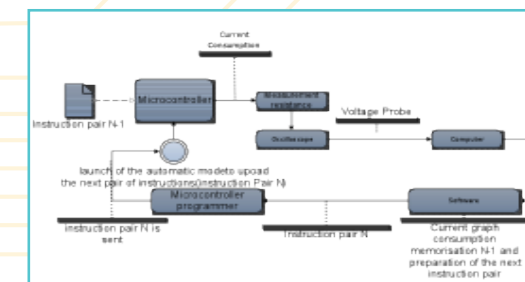 Current
Consumption
Microcontroller
Measurement
resistance
Instruction pair N-1
Voltage Probe
Oscilloscope
Computer
launch of the automatic modeto upoad
the next pair of instructions(instruction Pair N)
Microcontroller
programmer
Software
instruction pair N is
sent
Instruction pair N
Current graph
consumption
memorisation N-1 and
preparation of the next
instruction pair